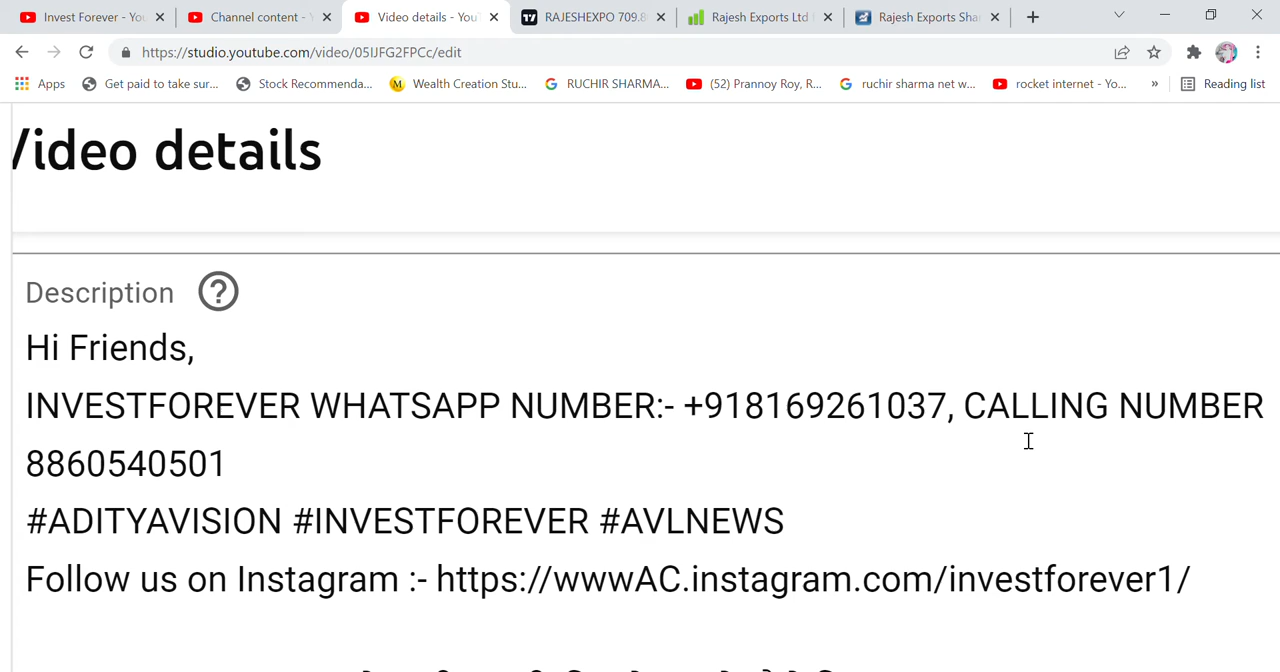 Invest Forever - You
Channel content - Y
Video details - YouT
RAJESHEXPO 709.8
Rajesh Exports Ltd
Rajesh Exports Sha
https://studio.youtube.com/video/05IJFG2FPCc/edit
Apps
Get paid to take sur...
Stock Recommenda...
M Wealth Creation Stu...
RUCHIR SHARMA...
(52) Prannoy Roy, R...
ruchir sharma net w...
rocket internet - Yo...
»
Reading list
Video details
Description ?
Hi Friends,
INVESTFOREVER WHATSAPP NUMBER:- +918169261037, CALLING NUMBER
8860540501
#ADITYAVISION #INVESTFOREVER #AVLNEWS
Follow us on Instagram :- https://wwwAC.instagram.com/investforever1/